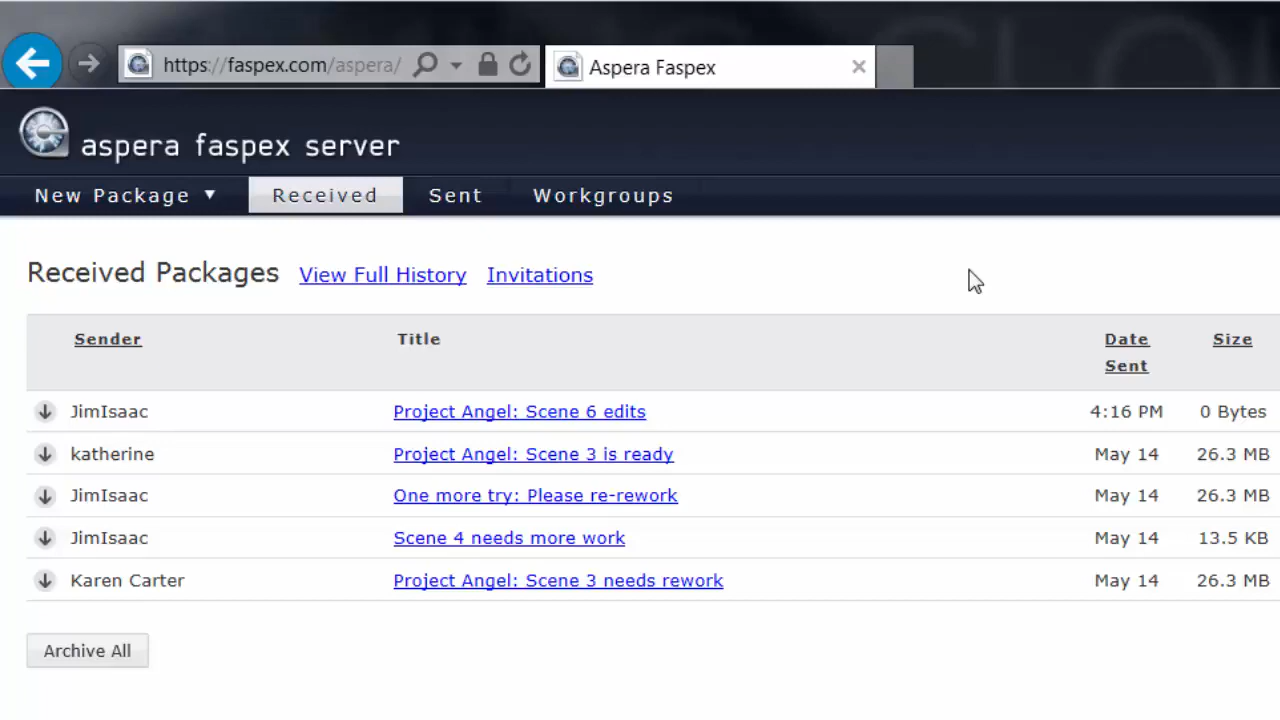 https://faspex.com/aspera/ Aspera Faspex
aspera faspex server
New Package Received Sent Workgroups
Received Packages View Full History Invitations
Sender Title Date Sent Size
JimIsaac Project Angel: Scene 6 edits 4:16 PM 0 Bytes
katherine Project Angel: Scene 3 is ready May 14 26.3 MB
JimIsaac One more try: Please re-rework May 14 26.3 MB
JimIsaac Scene 4 needs more work May 14 13.5 KB
Karen Carter Project Angel: Scene 3 needs rework May 14 26.3 MB
Archive All